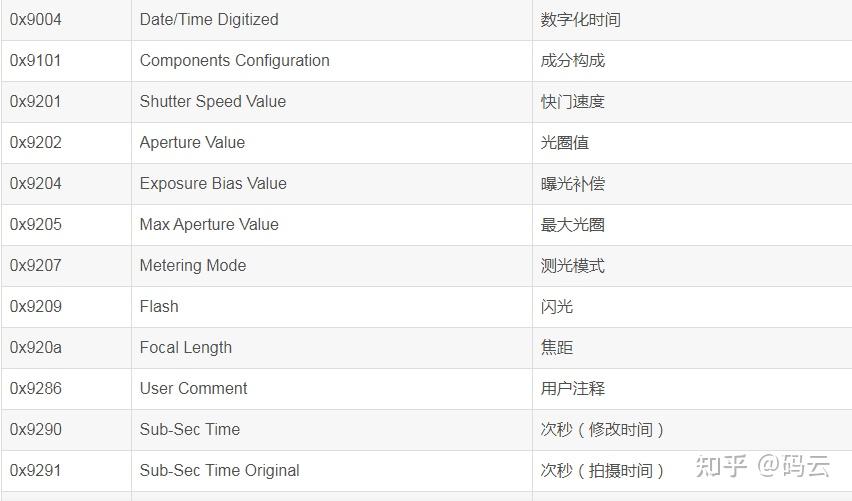 0x9004 Date/Time Digitized 数字化时间
0x9101 Components Configuration 成分构成
0x9201 Shutter Speed Value 快门速度
0x9202 Aperture Value 光圈值
0x9204 Exposure Bias Value 曝光补偿
0x9205 Max Aperture Value 最大光圈
0x9207 Metering Mode 测光模式
0x9209 Flash 闪光
0x920a Focal Length 焦距
0x9286 User Comment 用户注释
0x9290 Sub-Sec Time 次秒（修改时间）
0x9291 Sub-Sec Time Original 次秒（拍摄时间）
知乎 @码云